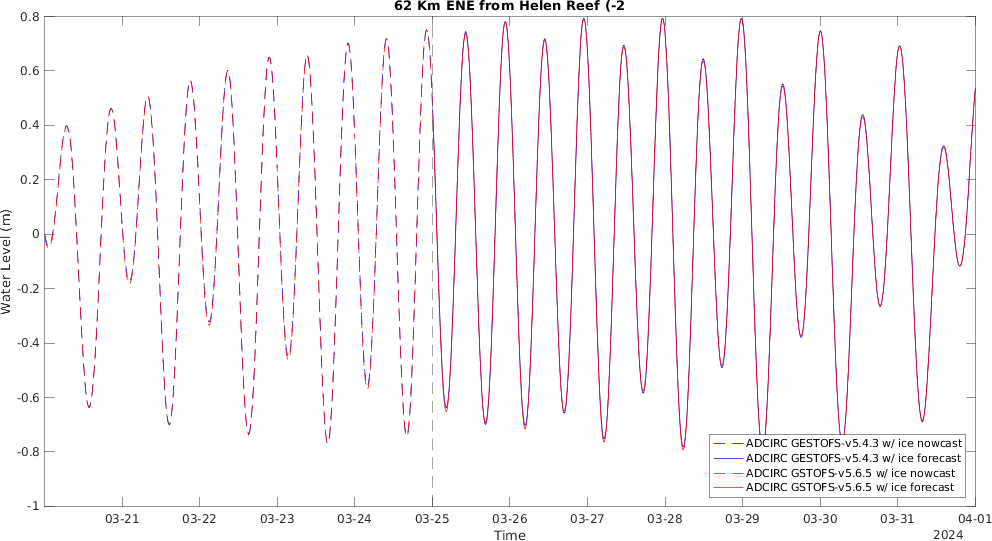 62 Km ENE from Helen Reef (-2
Water Level (m)
0.8
0.6
0.4
0.2
0
-0.2
-0.4
-0.6
-0.8
-1
ADCIRC GESTOFS-v5.4.3 w/ ice nowcast
ADCIRC GESTOFS-v5.4.3 w/ ice forecast
ADCIRC GSTOFS-v5.6.5 w/ ice nowcast
ADCIRC GSTOFS-v5.6.5 w/ ice forecast
03-21 03-22 03-23 03-24 03-25 03-26 03-27 03-28 03-29 03-30 03-31 04-01
Time
2024